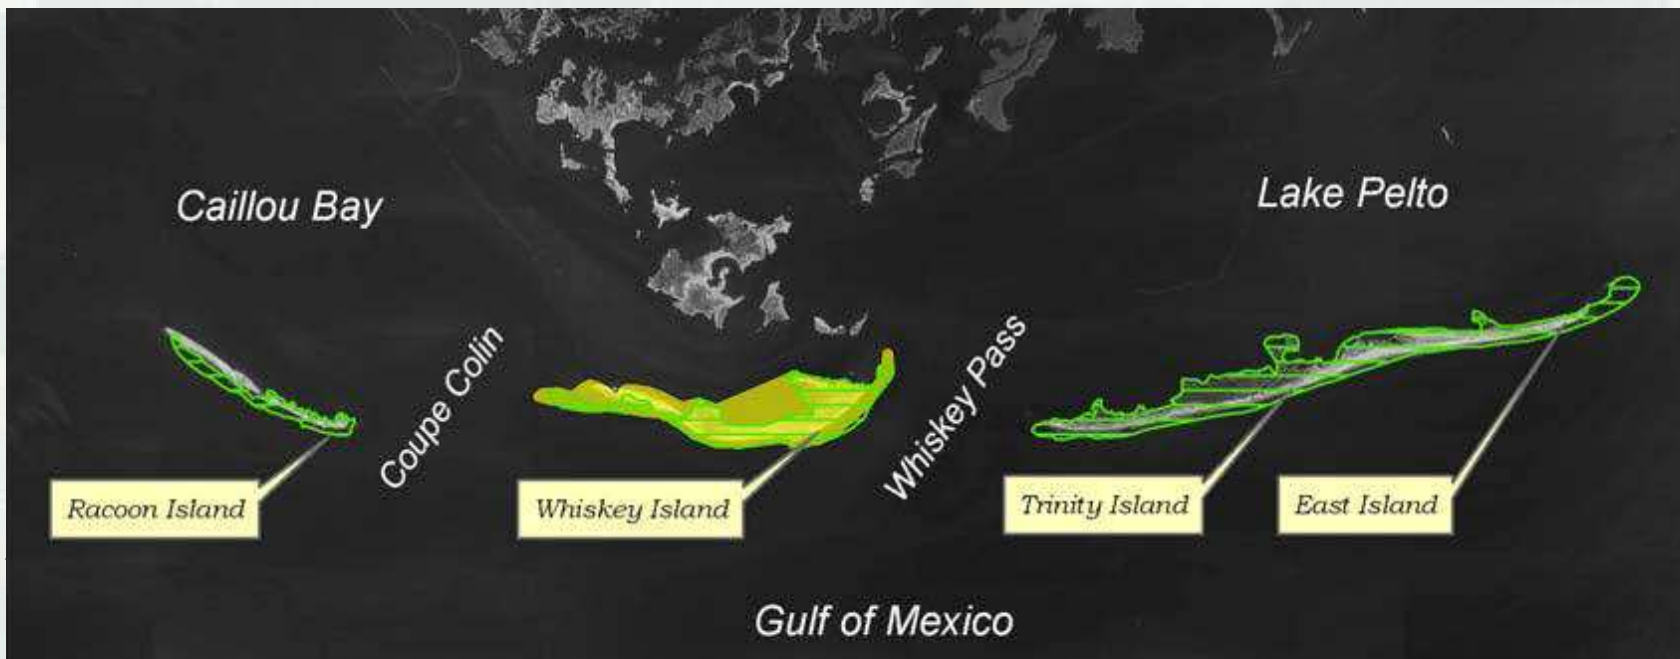 Caillou Bay
Lake Pelto
Coupe Colin
Whiskey Pass
Racoon Island
Whiskey Island
Trinity Island
East Island
Gulf of Mexico